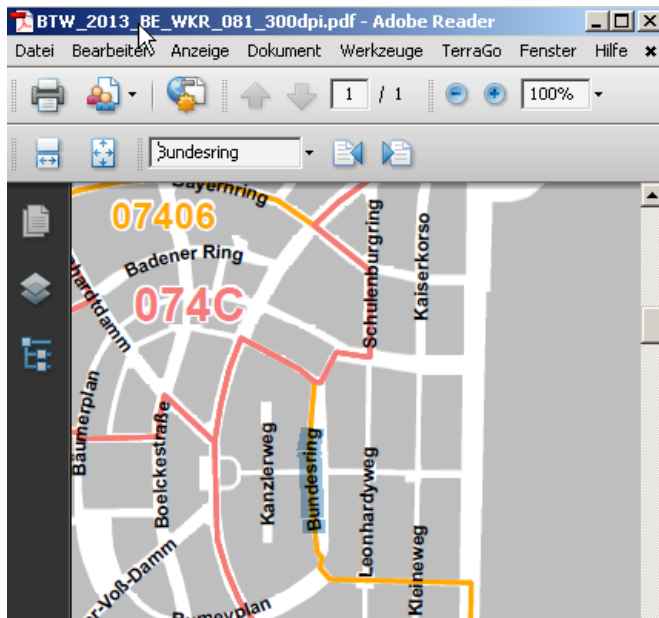 BTW_2013_BE_WKR_081_300dpi.pdf - Adobe Reader
Datei Bearbeiten Anzeige Dokument Werkzeuge TerraGo Fenster Hilfe
1 / 1 100%
Bundesring
Bayernring
07406
Badener Ring
074C
Schulenburgring
Kaiserkorso
Bäumerplan
Boelckestraße
Kanzlerweg
Bundesring
Leonhardyweg
Kleineweg